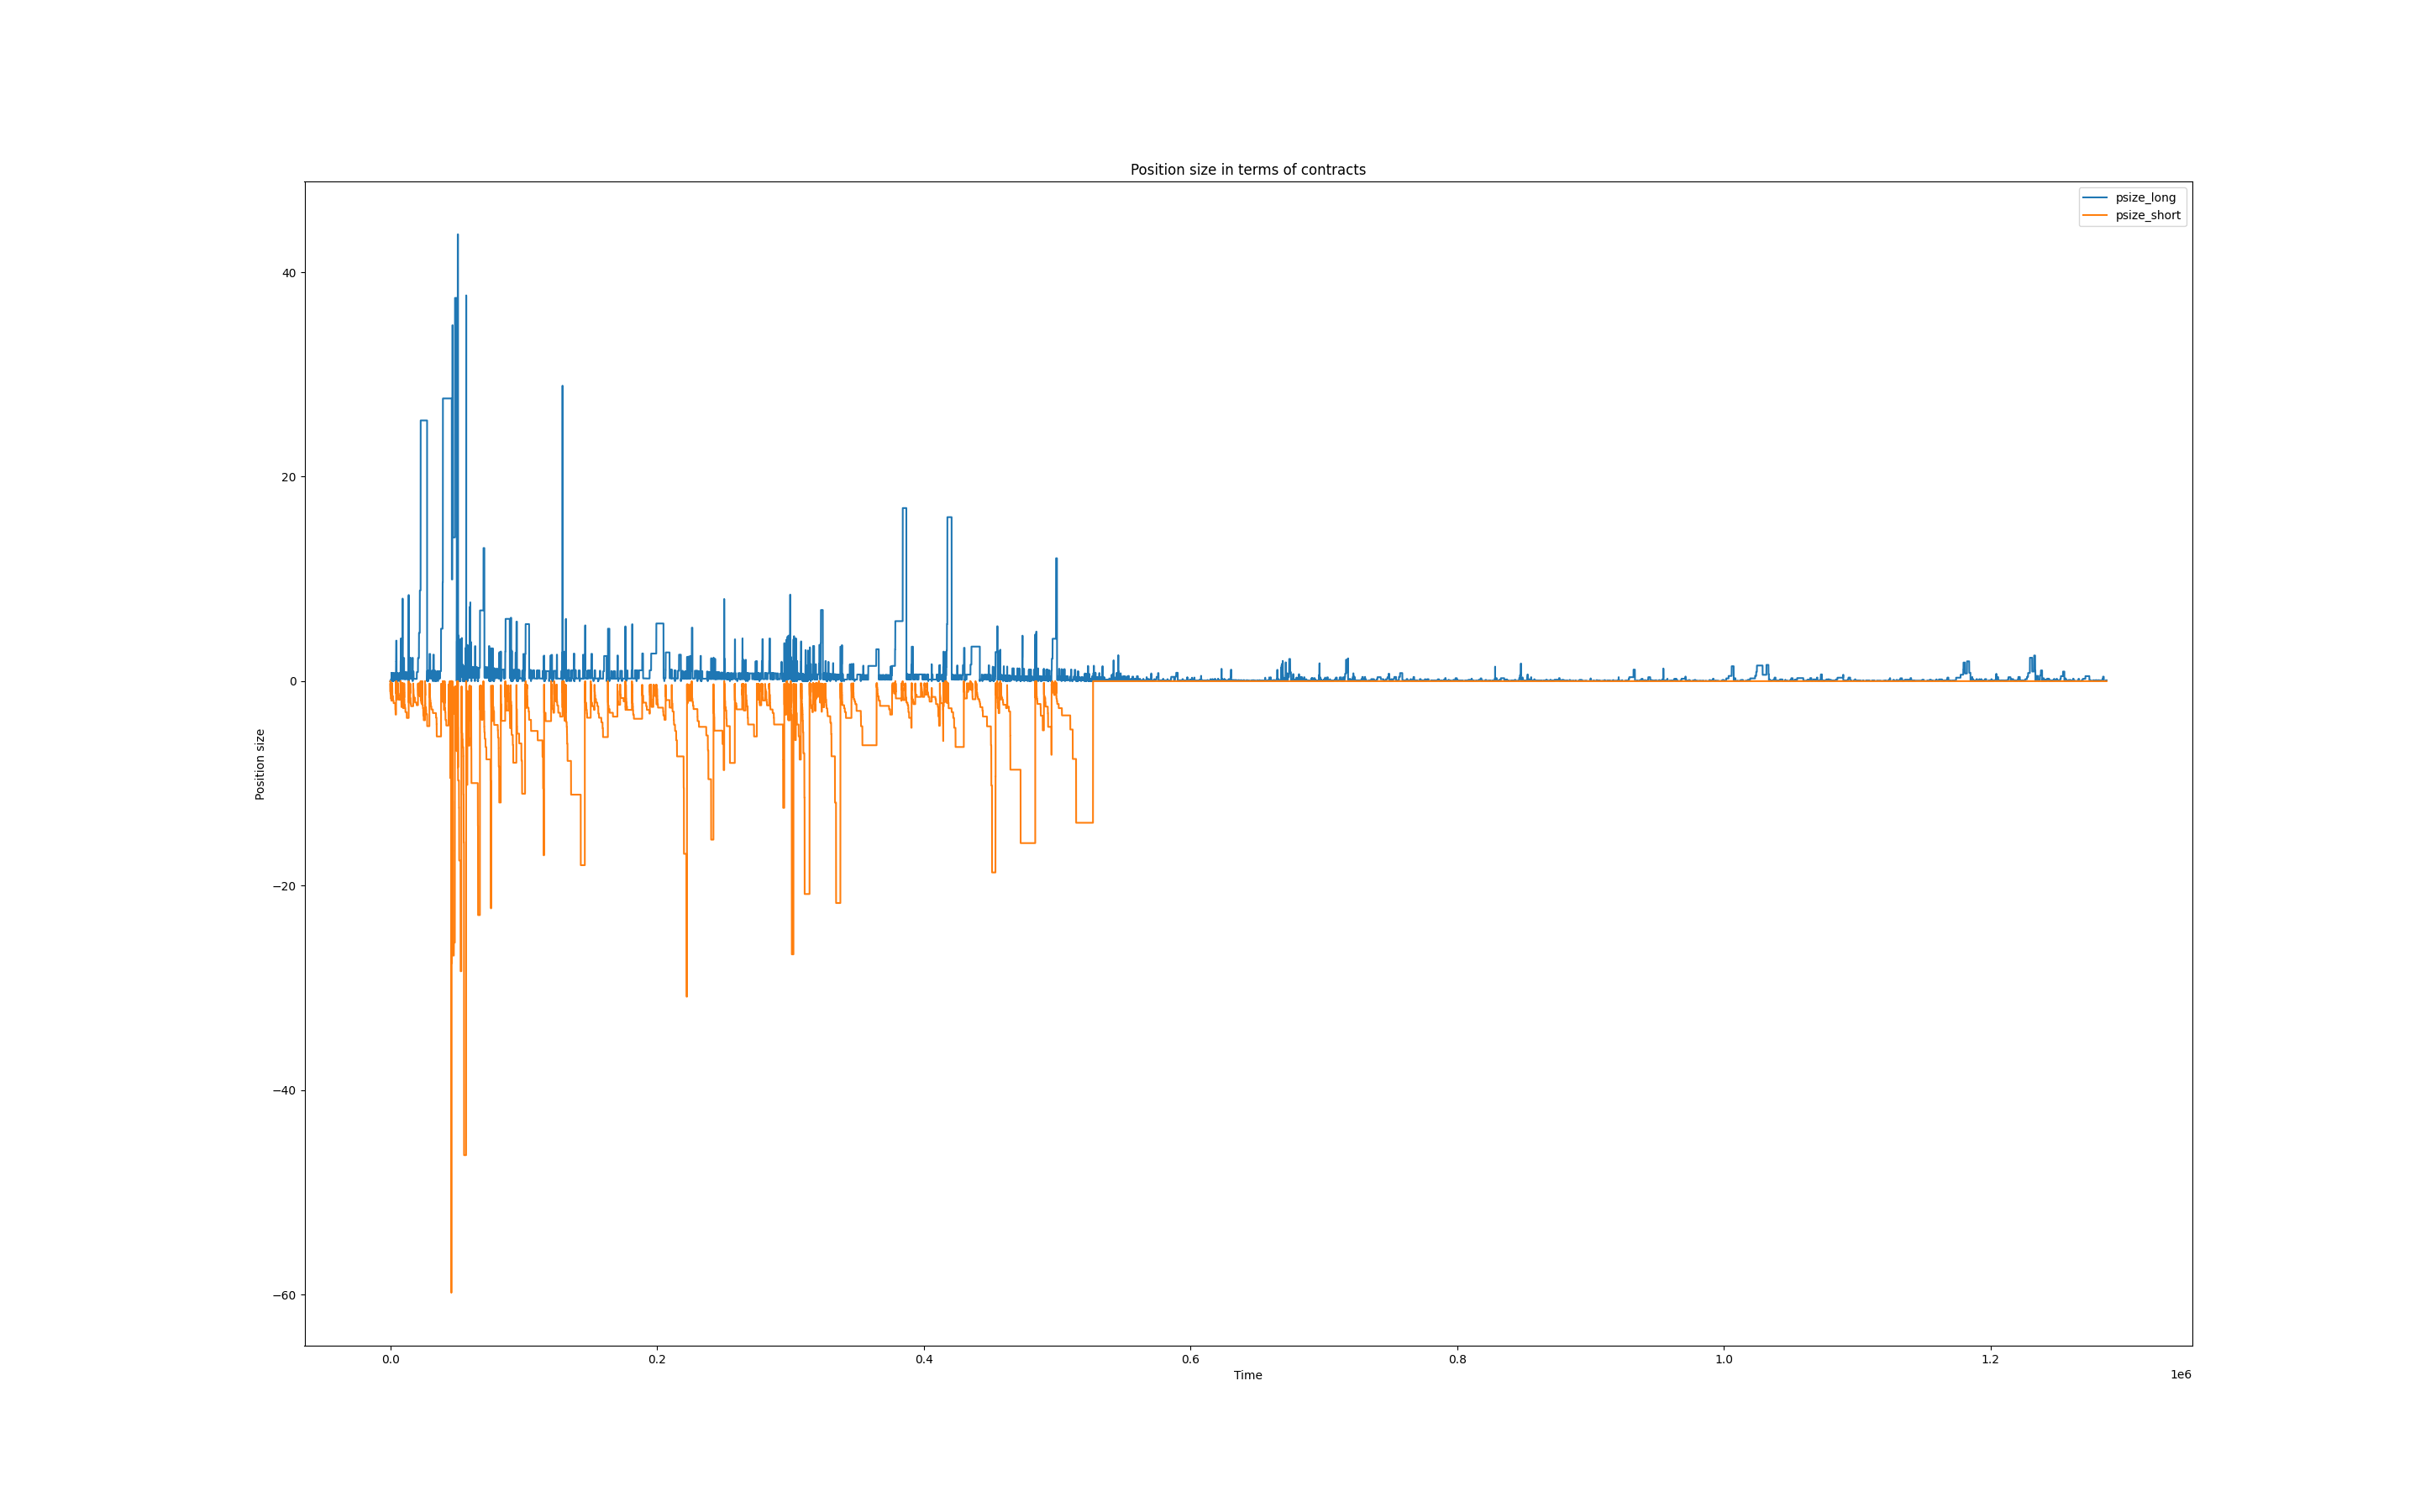 Position size in terms of contracts
psize_long
psize_short
Position size
40
20
0
−20
−40
−60
0.0
0.2
0.4
0.6
0.8
1.0
1.2
Time
1e6